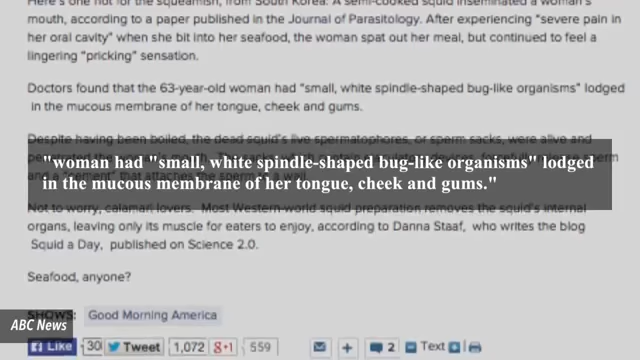 Here's one not for the squeamish, from South Korea: A semi-cooked squid inseminated a woman's
mouth, according to a paper published in the Journal of Parasitology. After experiencing "severe pain in
her oral cavity" when she bit into her seafood, the woman spat out her meal, but continued to feel a
lingering "pricking" sensation.
Doctors found that the 63-year-old woman had "small, white spindle-shaped bug-like organisms" lodged
in the mucous membrane of her tongue, cheek and gums.
Despite having been boiled, the dead squid's live spermatophores, or sperm sacks, were alive and
"woman had "small, white spindle-shaped bug-like organisms" lodged
in the mucous membrane of her tongue, cheek and gums."
Not to worry, calamari lovers. Most Western-world squid preparation removes the squid's internal
organs, leaving only its muscle for eaters to enjoy, according to Danna Staaf, who writes the blog
Squid a Day, published on Science 2.0.
Seafood, anyone?
SHOWS: Good Morning America
ABC News
Like 30 Tweet 1,072 +1 559 2 Text